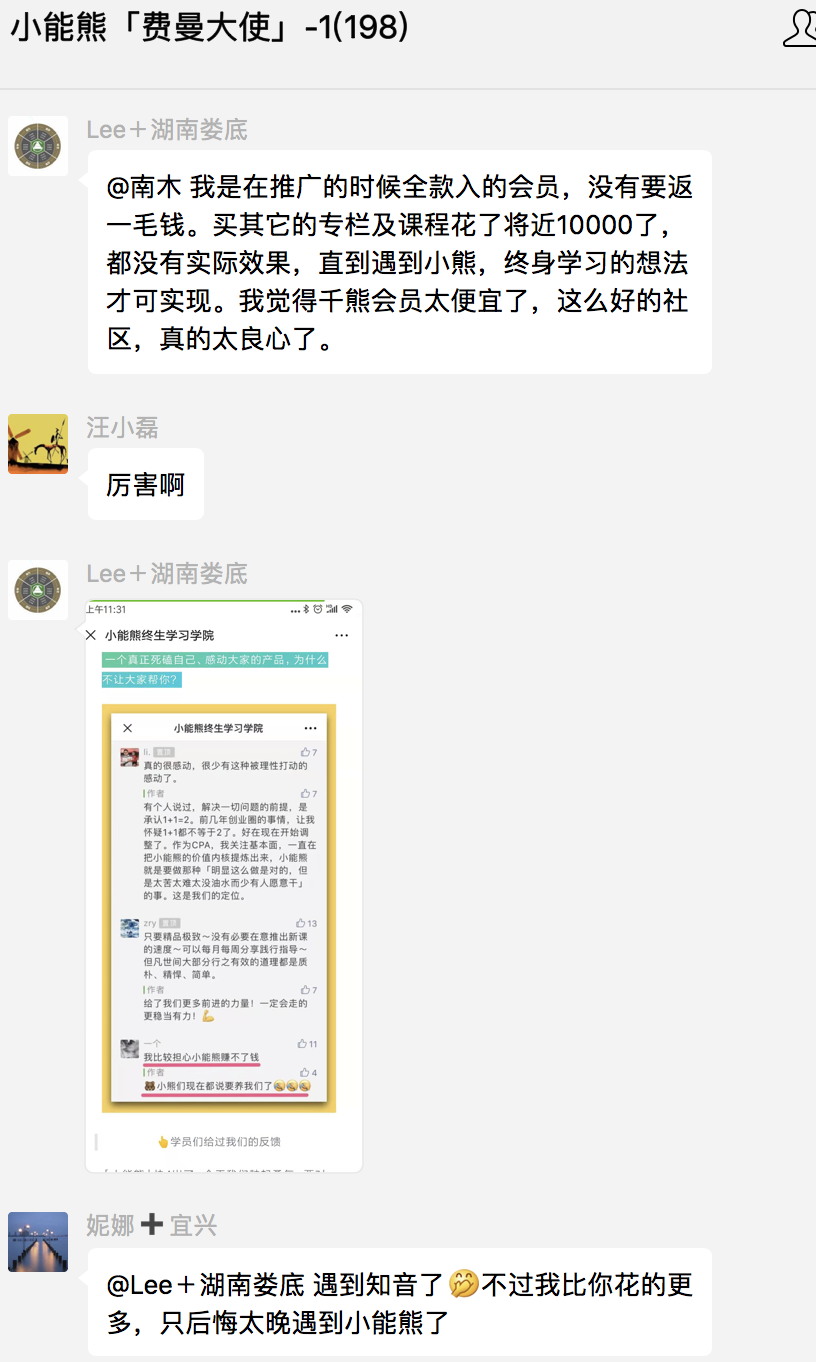 小能熊「费曼大使」-1(198)
Lee＋湖南娄底
@南木 我是在推广的时候全款入的会员，没有要返
一毛钱。买其它的专栏及课程花了将近10000了，
都没有实际效果，直到遇到小熊，终身学习的想法
才可实现。我觉得千熊会员太便宜了，这么好的社
区，真的太良心了。
汪小磊
厉害啊
Lee＋湖南娄底
上午11:31
小能熊终生学习学院
一个真正死磕自己、感动大家的产品，为什么
不让大家帮你？
小能熊终生学习学院
li. 置顶 7
真的很感动，很少有这种被理性打动的
感动了。
作者 7
有个人说过，解决一切问题的前提，是
承认1+1=2。前几年创业圈的事情，让我
怀疑1+1都不等于2了。好在现在开始调
整了。作为CPA，我关注基本面，一直在
把小能熊的价值内核提炼出来，小能熊
就是要做那种「明显这么做是对的，但
是太苦太难太没油水而少有人愿意干」
的事。这是我们的定位。
zry 置顶 13
只要精品极致～没有必要在意推出新课
的速度～可以每月每周分享践行指导～
但凡世间大部分行之有效的道理都是质
朴、精悍、简单。
作者 7
给了我们更多前进的力量！一定会走的
更稳当有力！💪
一个 11
我比较担心小能熊赚不了钱
作者 4
🐻小熊们现在都说要养我们了😂😂😂
👆学员们给过我们的反馈
妮娜➕宜兴
@Lee＋湖南娄底 遇到知音了🤭不过我比你花的更
多，只后悔太晚遇到小能熊了